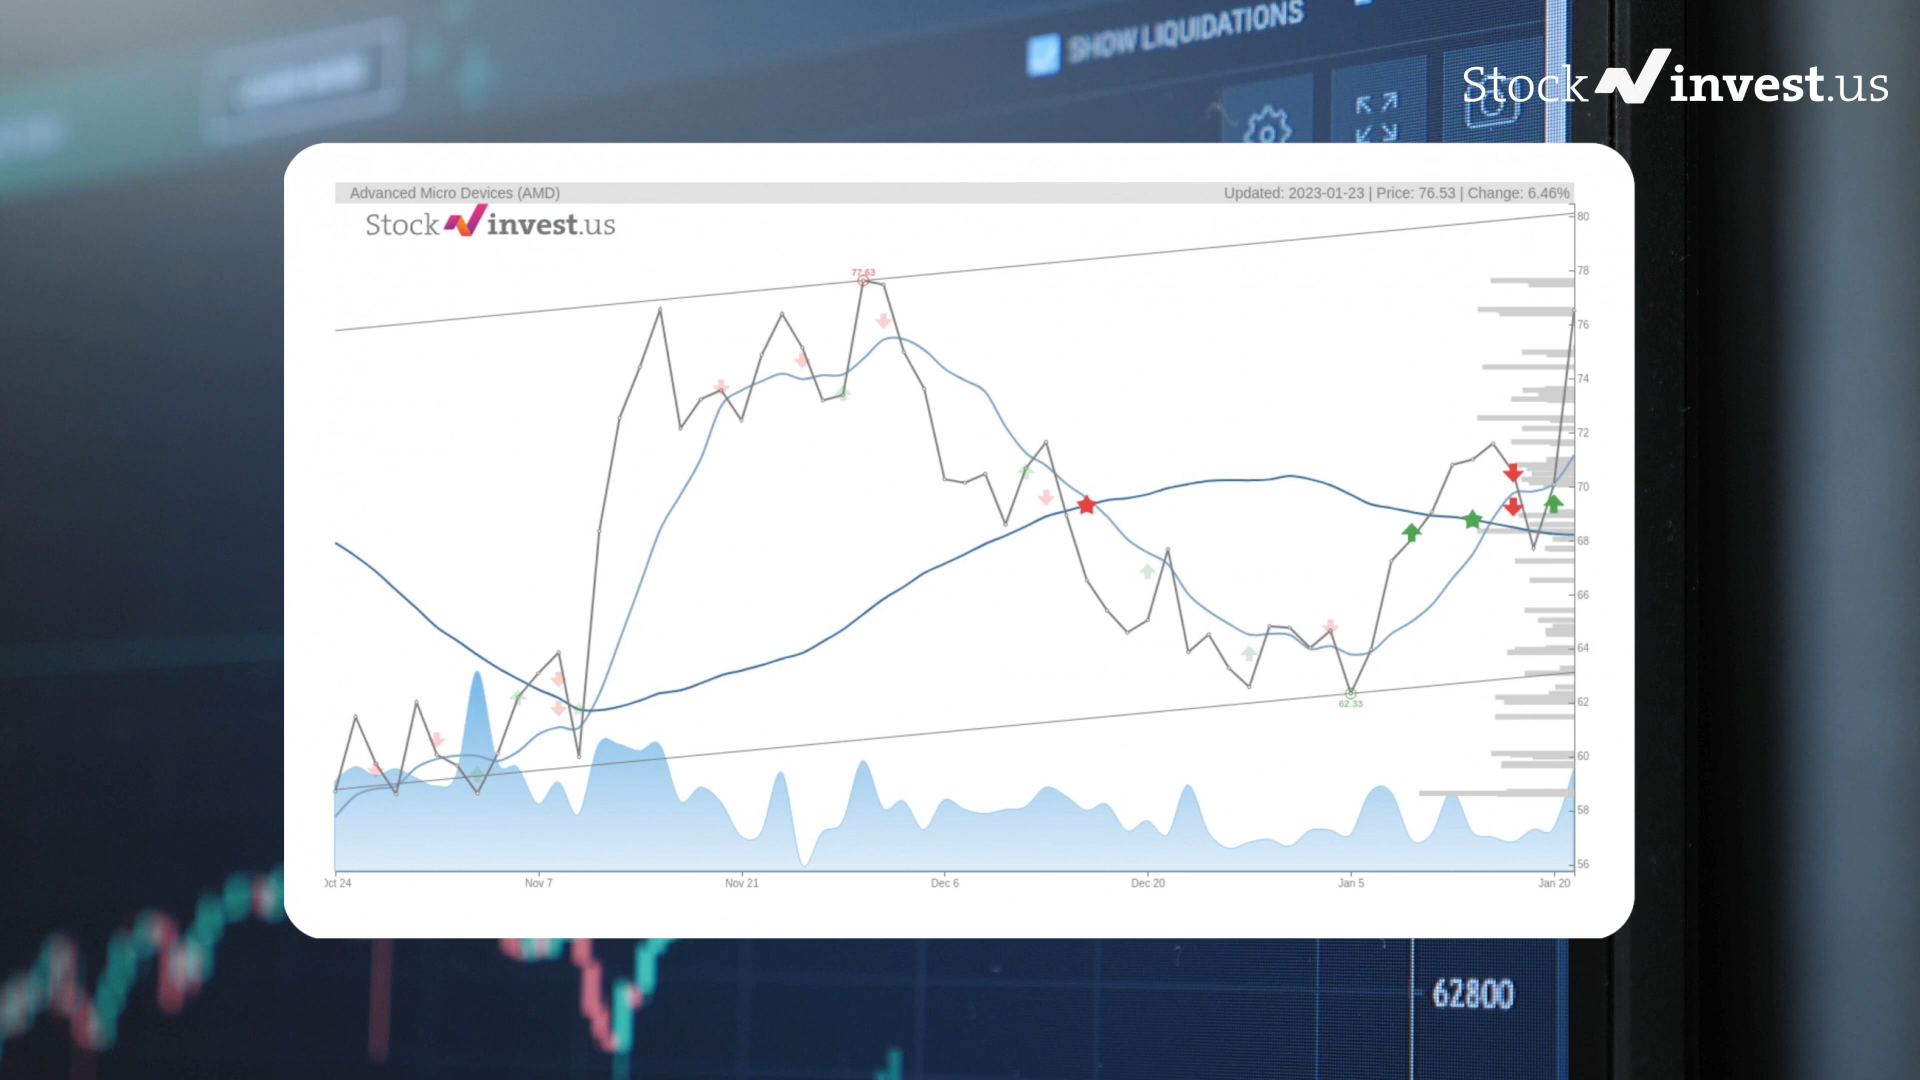 SHOW LIQUIDATIONS
Stock invest.us
Advanced Micro Devices (AMD)
Updated: 2023-01-23 | Price: 76.53 | Change: 6.46%
Stock invest.us
80
77.63
78
76
74
72
70
68
66
64
62.33
62
60
58
56
Oct 24
Nov 7
Nov 21
Dec 6
Dec 20
Jan 5
Jan 20
62800